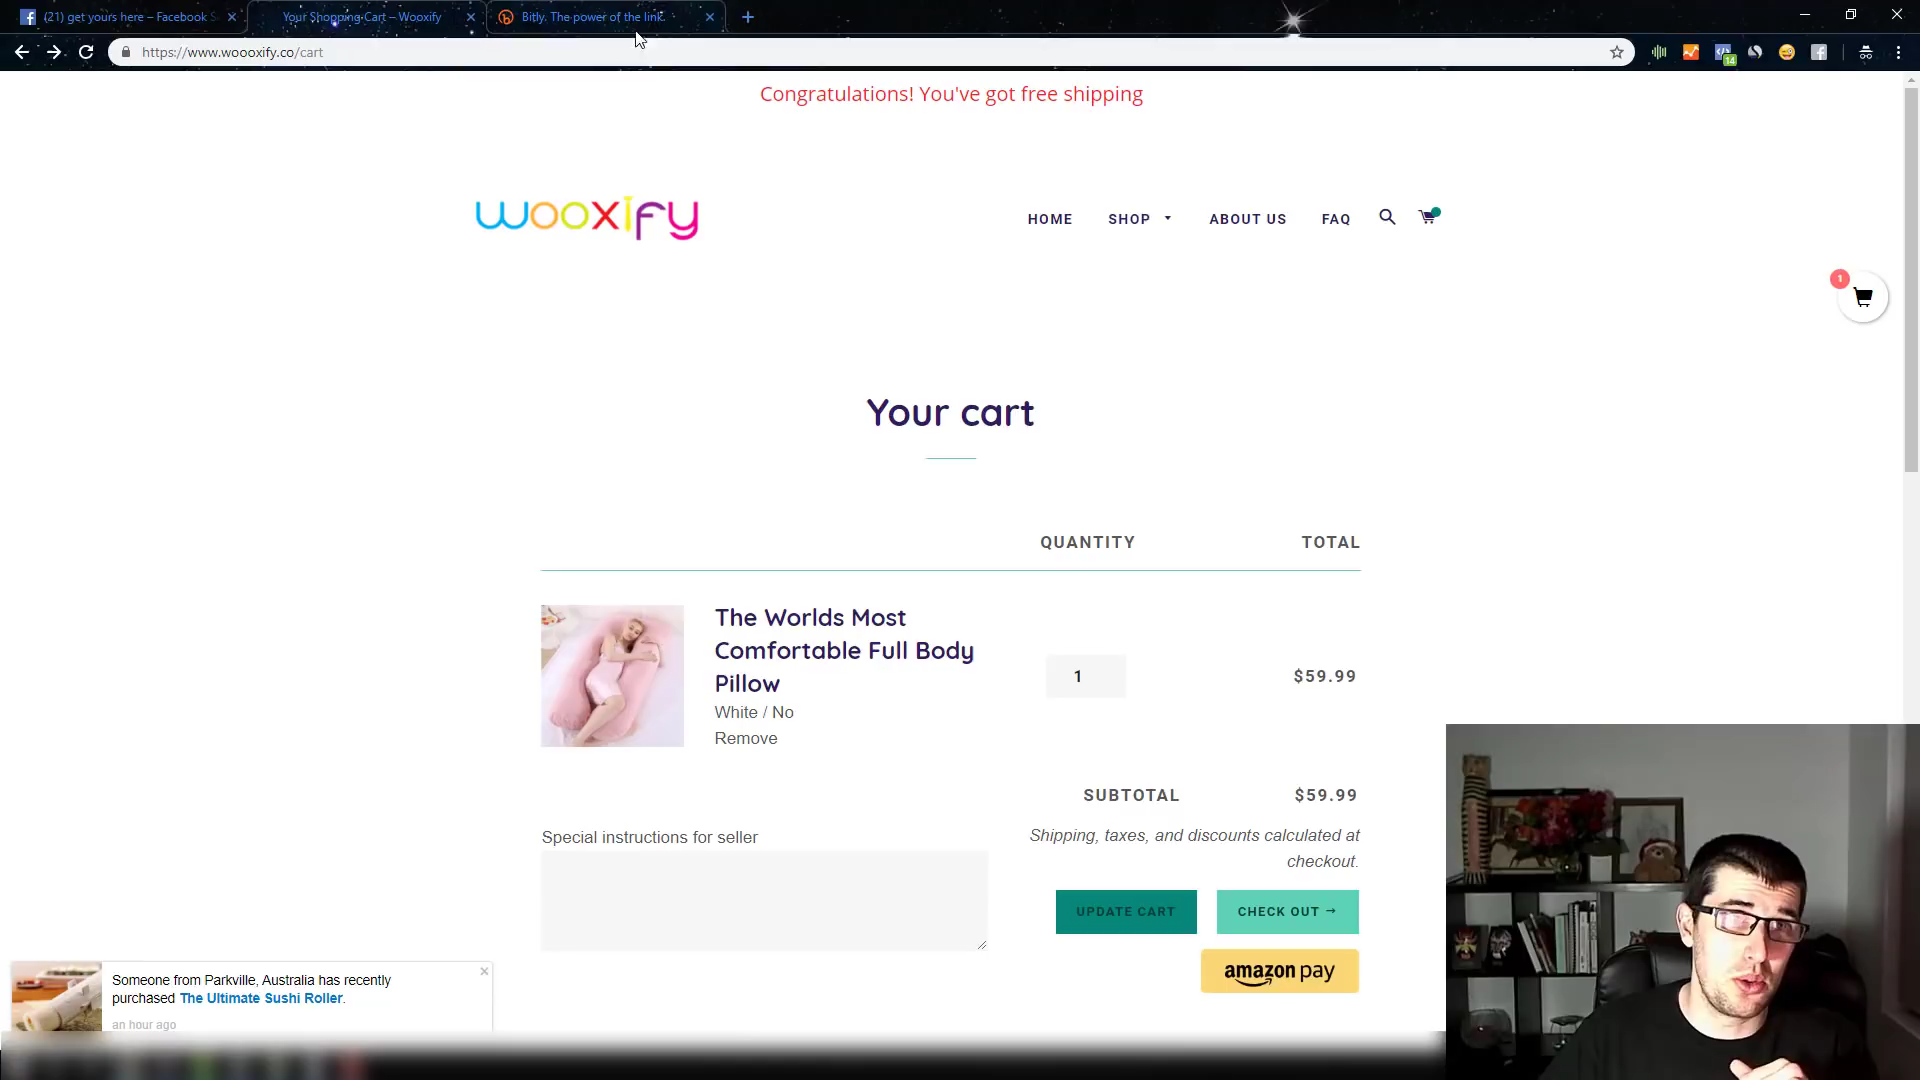 (21) get yours here – Facebook S
Your Shopping Cart – Wooxify
Bitly. The power of the link.
https://www.woooxify.co/cart
14
Congratulations! You've got free shipping
wooxify
HOME
SHOP
ABOUT US
FAQ
1
Your cart
QUANTITY
TOTAL
The Worlds Most
Comfortable Full Body
Pillow
White / No
Remove
1
$59.99
SUBTOTAL
$59.99
Special instructions for seller
Shipping, taxes, and discounts calculated at
checkout.
UPDATE CART
CHECK OUT →
amazon pay
Someone from Parkville, Australia has recently
purchased The Ultimate Sushi Roller.
an hour ago